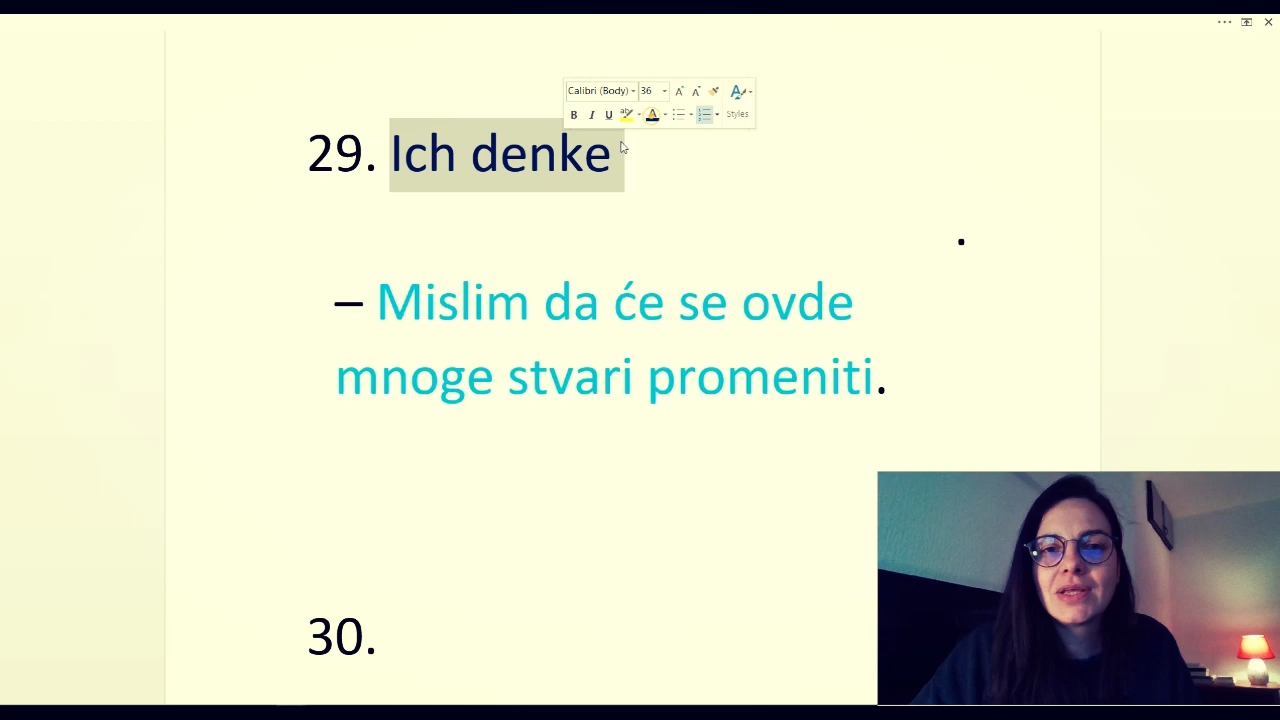 Calibri (Body) 36
B I U Styles
29. Ich denke
.
– Mislim da će se ovde
mnoge stvari promeniti.
30.